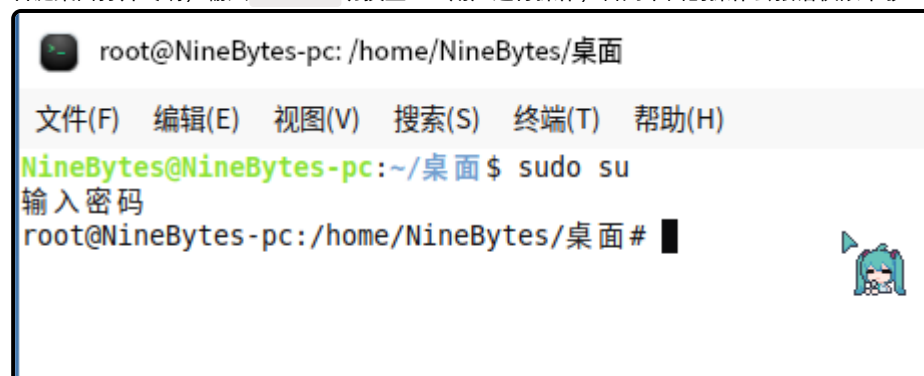 root@NineBytes-pc: /home/NineBytes/桌面
文件(F) 编辑(E) 视图(V) 搜索(S) 终端(T) 帮助(H)
NineBytes@NineBytes-pc:~/桌面$ sudo su
输入密码
root@NineBytes-pc:/home/NineBytes/桌面#